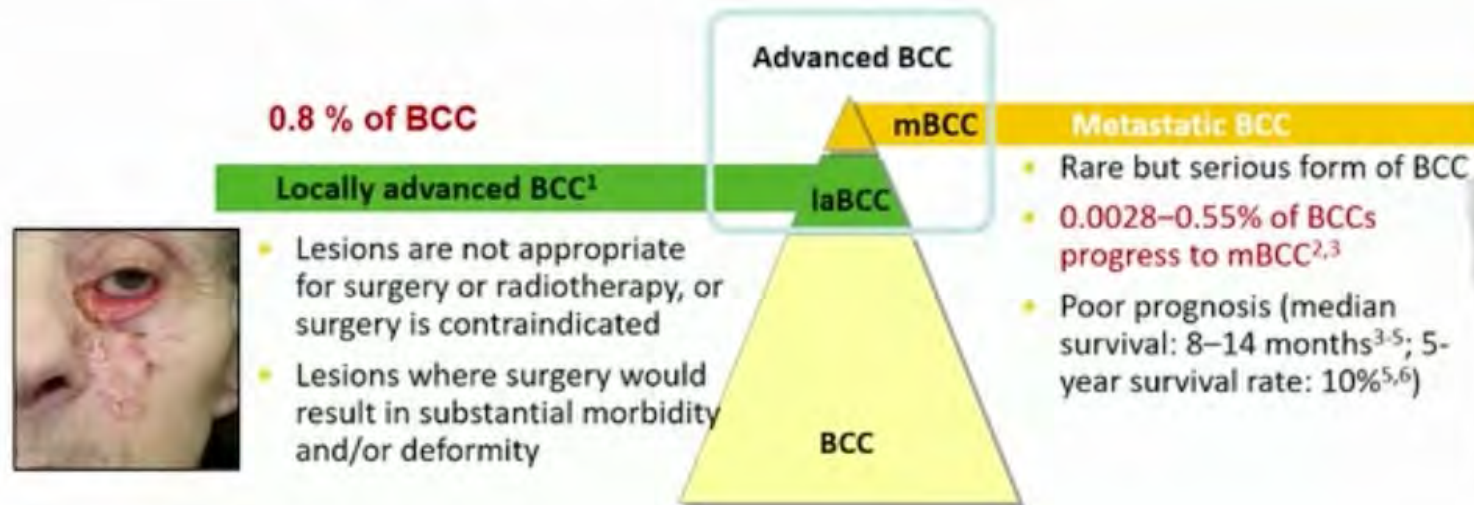 Advanced BCC
0.8 % of BCC
mBCC
Metastatic BCC
Locally advanced BCC¹
laBCC
• Lesions are not appropriate
for surgery or radiotherapy, or
surgery is contraindicated
• Lesions where surgery would
result in substantial morbidity
and/or deformity
• Rare but serious form of BCC
• 0.0028–0.55% of BCCs
progress to mBCC²,³
• Poor prognosis (median
survival: 8–14 months³⁻⁵; 5-
year survival rate: 10%⁵,⁶)
BCC